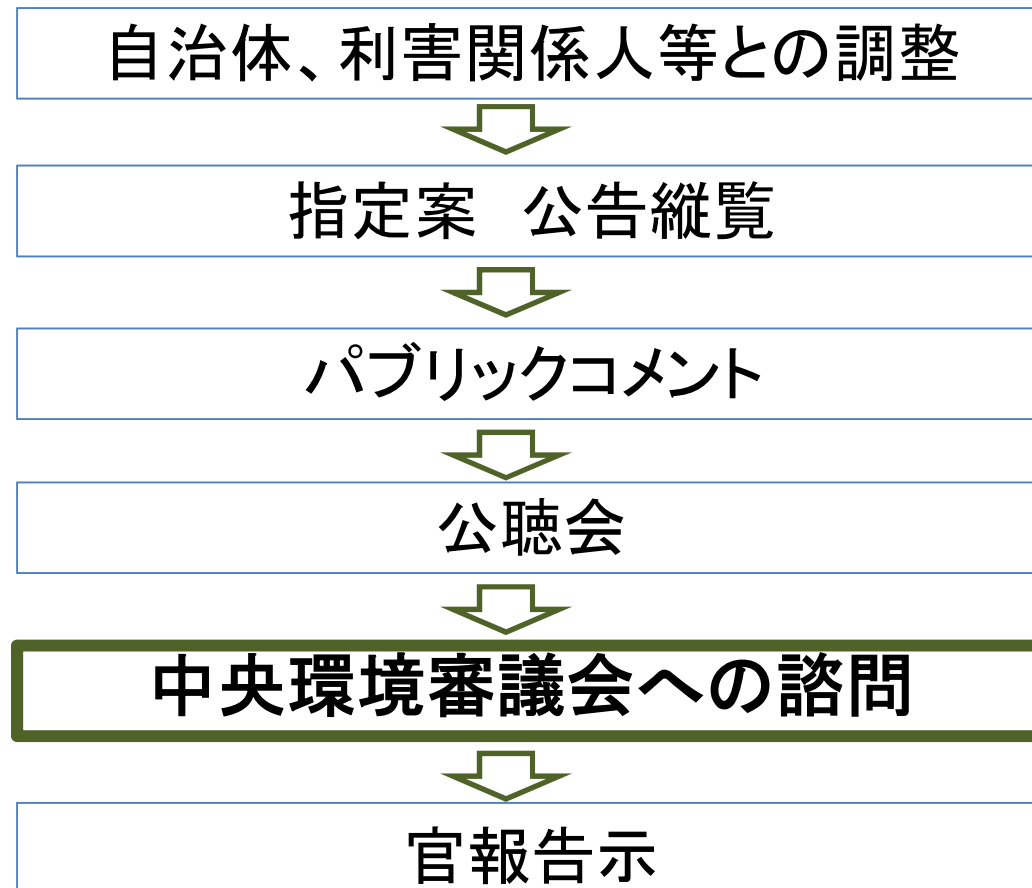 自治体、利害関係人等との調整
指定案　公告縦覧
パブリックコメント
公聴会
中央環境審議会への諮問
官報告示